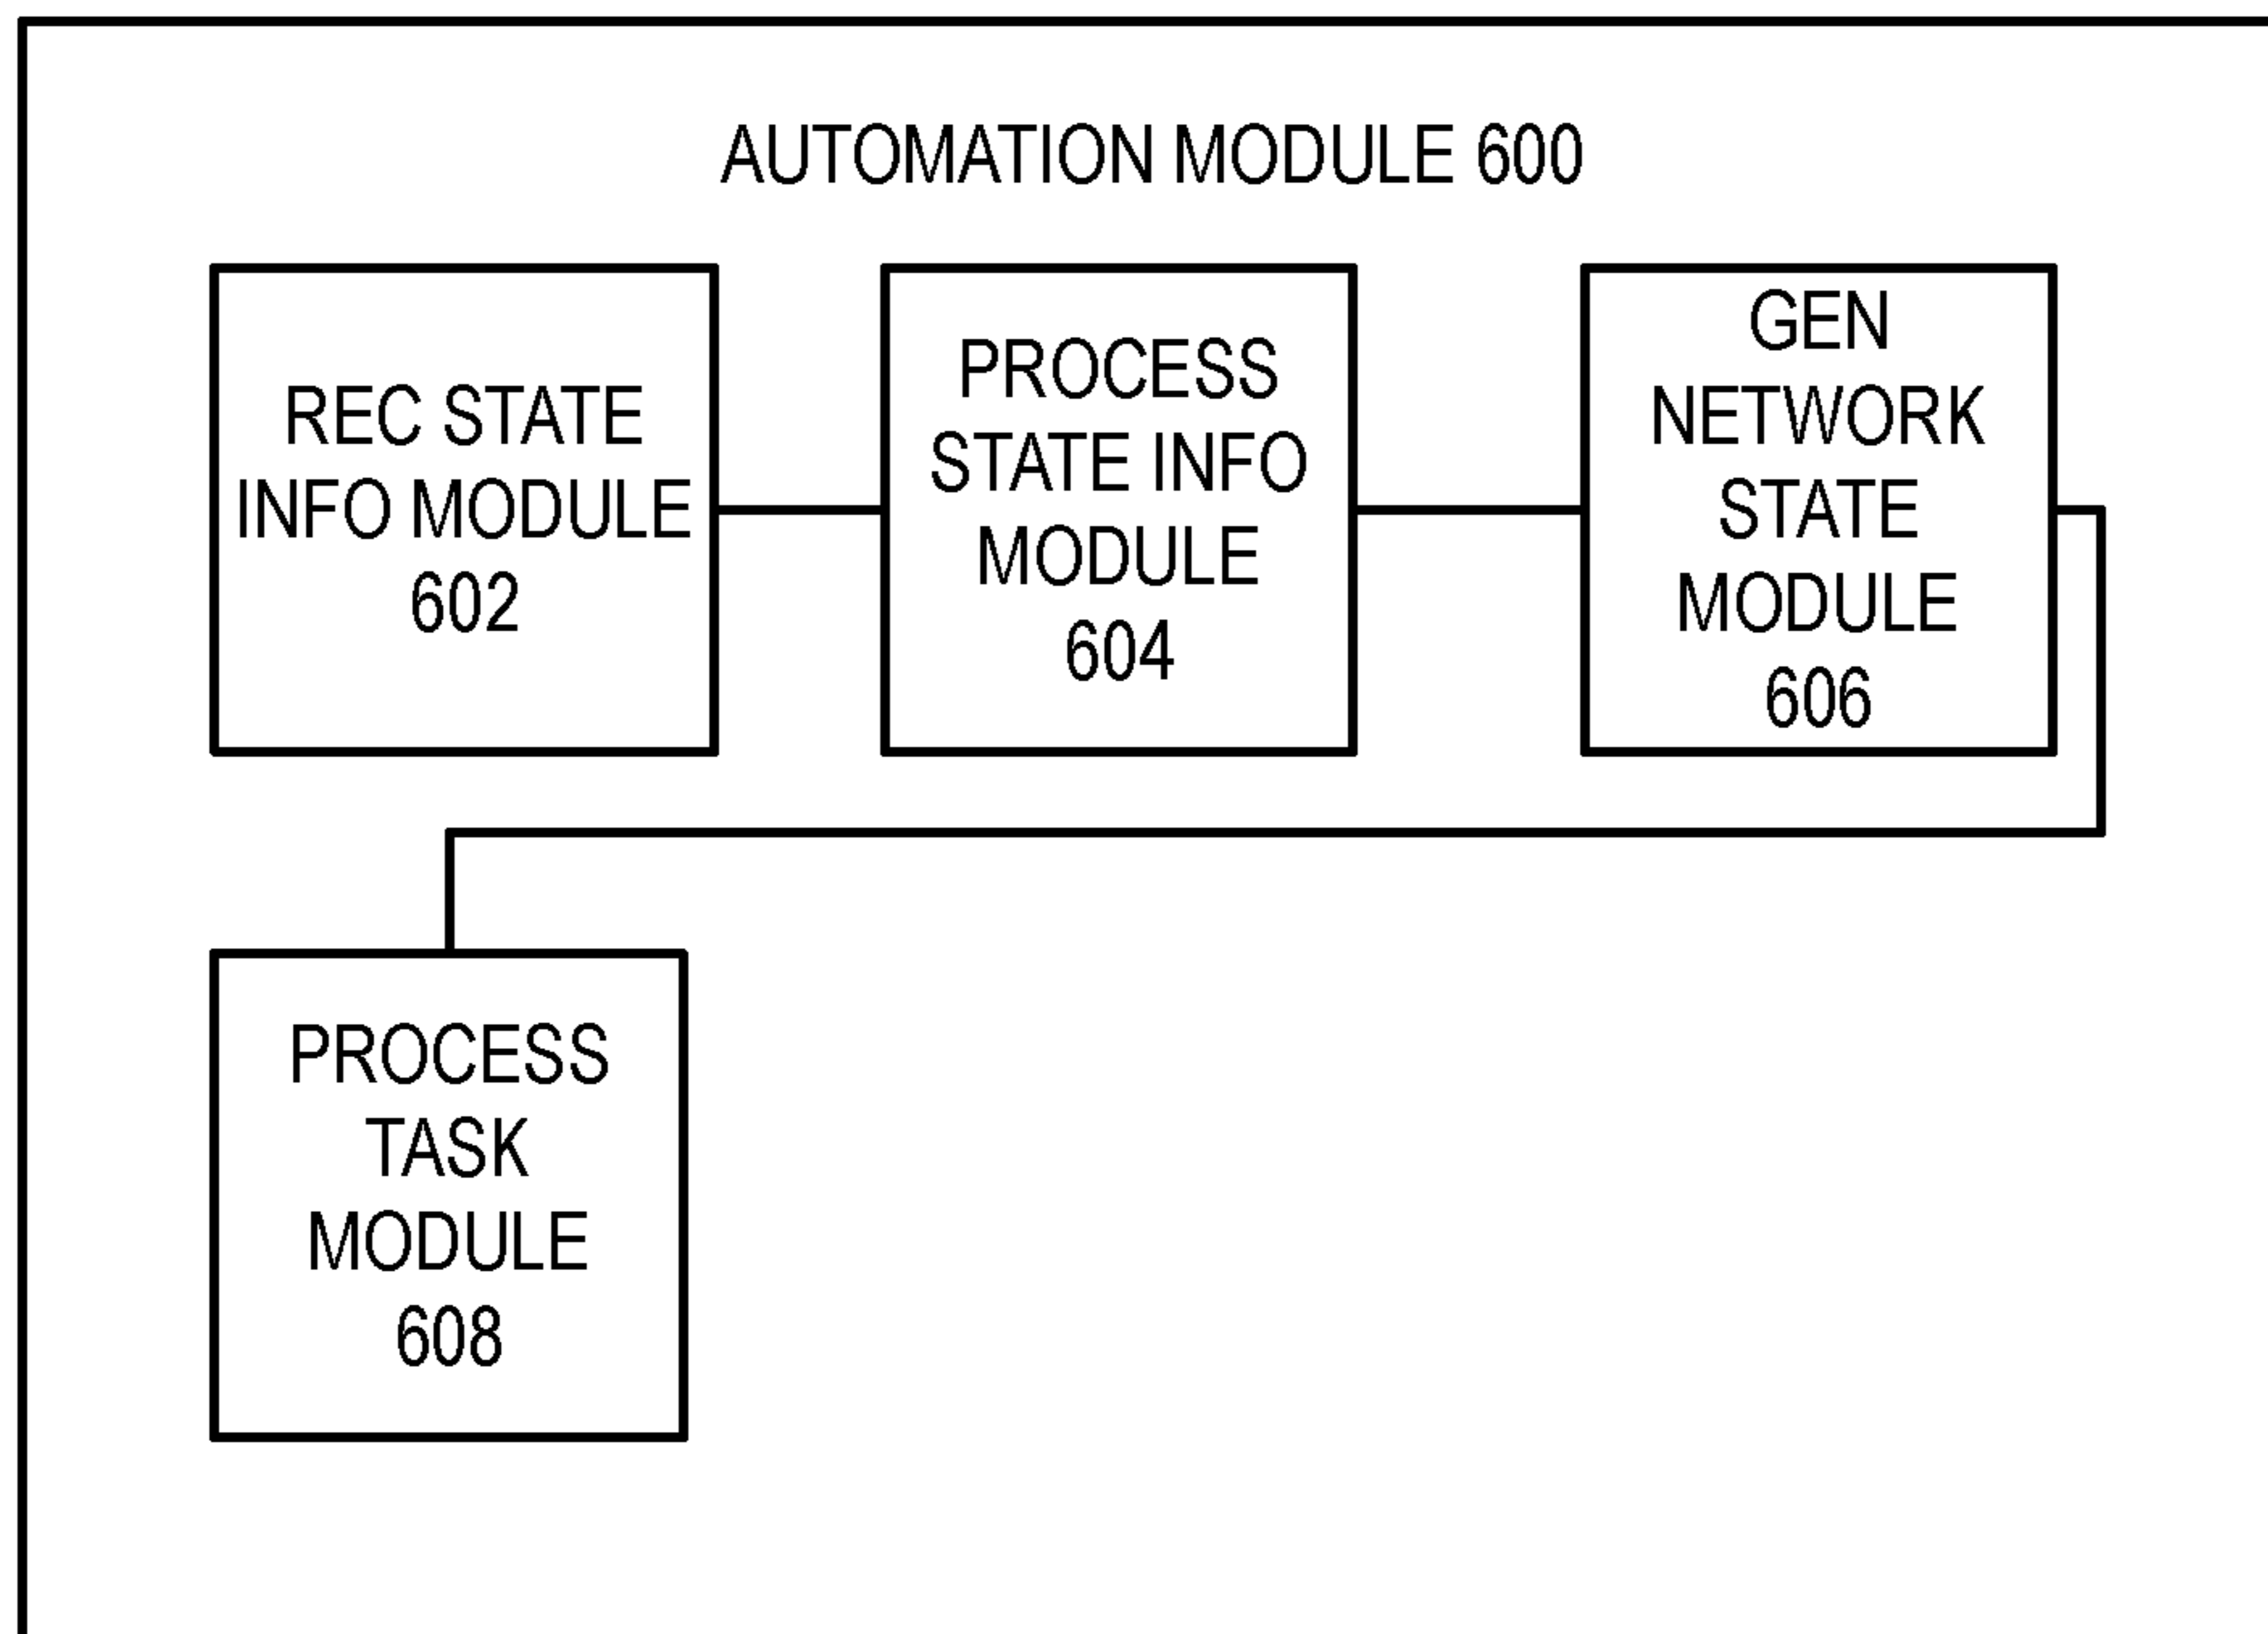 AUTOMATION MODULE 600
REC STATE
INFO MODULE
602
PROCESS
STATE INFO
MODULE
604
GEN
NETWORK
STATE
MODULE
606
PROCESS
TASK
MODULE
608